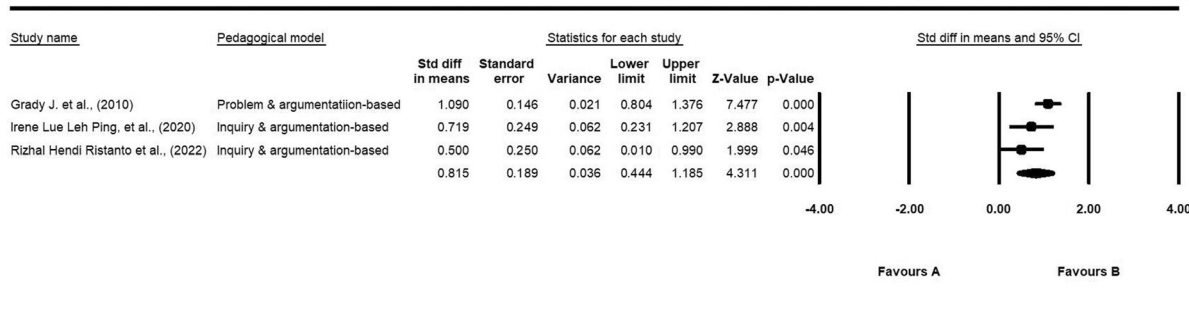 Study name Pedagogical model Statistics for each study Std diff in means and 95% CI
Std diff Standard Lower Upper
in means error Variance limit limit Z-Value p-Value
Grady J. et al., (2010) Problem & argumentatiion-based 1.090 0.146 0.021 0.804 1.376 7.477 0.000
Irene Lue Leh Ping, et al., (2020) Inquiry & argumentation-based 0.719 0.249 0.062 0.231 1.207 2.888 0.004
Rizhal Hendi Ristanto et al., (2022) Inquiry & argumentation-based 0.500 0.250 0.062 0.010 0.990 1.999 0.046
0.815 0.189 0.036 0.444 1.185 4.311 0.000
-4.00 -2.00 0.00 2.00 4.00
Favours A Favours B